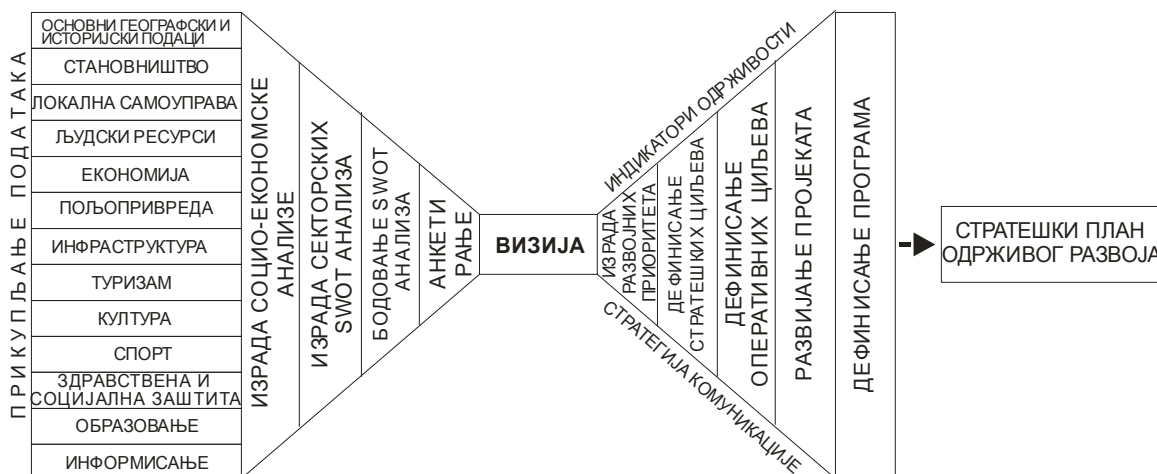 ПРИКУПЉАЊЕ ПОДАТАКА
ОСНОВНИ ГЕОГРАФСКИ И
ИСТОРИЈСКИ ПОДАЦИ
СТАНОВНИШТВО
ЛОКАЛНА САМОУПРАВА
ЉУДСКИ РЕСУРСИ
ЕКОНОМИЈА
ПОЉОПРИВРЕДА
ИНФРАСТРУКТУРА
ТУРИЗАМ
КУЛТУРА
СПОРТ
ЗДРАВСТВЕНА И
СОЦИЈАЛНА ЗАШТИТА
ОБРАЗОВАЊЕ
ИНФОРМИСАЊЕ
ИЗРАДА СОЦИО-ЕКОНОМСКЕ
АНАЛИЗЕ
ИЗРАДА СЕКТОРСКИХ
SWOT АНАЛИЗА
БОДОВАЊЕ SWOT
АНАЛИЗА
АНКЕТИ
РАЊЕ
ВИЗИЈА
ИНДИКАТОРИ ОДРЖИВОСТИ
ИЗРАДА
РАЗВОЈНИХ
ПРИОРИТЕТА
ДЕФИНИСАЊЕ
СТРАТЕШКИХ ЦИЉЕВА
ДЕФИНИСАЊЕ
ОПЕРАТИВНИХ ЦИЉЕВА
РАЗВИЈАЊЕ ПРОЈЕКАТА
СТРАТЕГИЈА КОМУНИКАЦИЈЕ
ДЕФИНИСАЊЕ ПРОГРАМА
СТРАТЕШКИ ПЛАН
ОДРЖИВОГ РАЗВОЈА